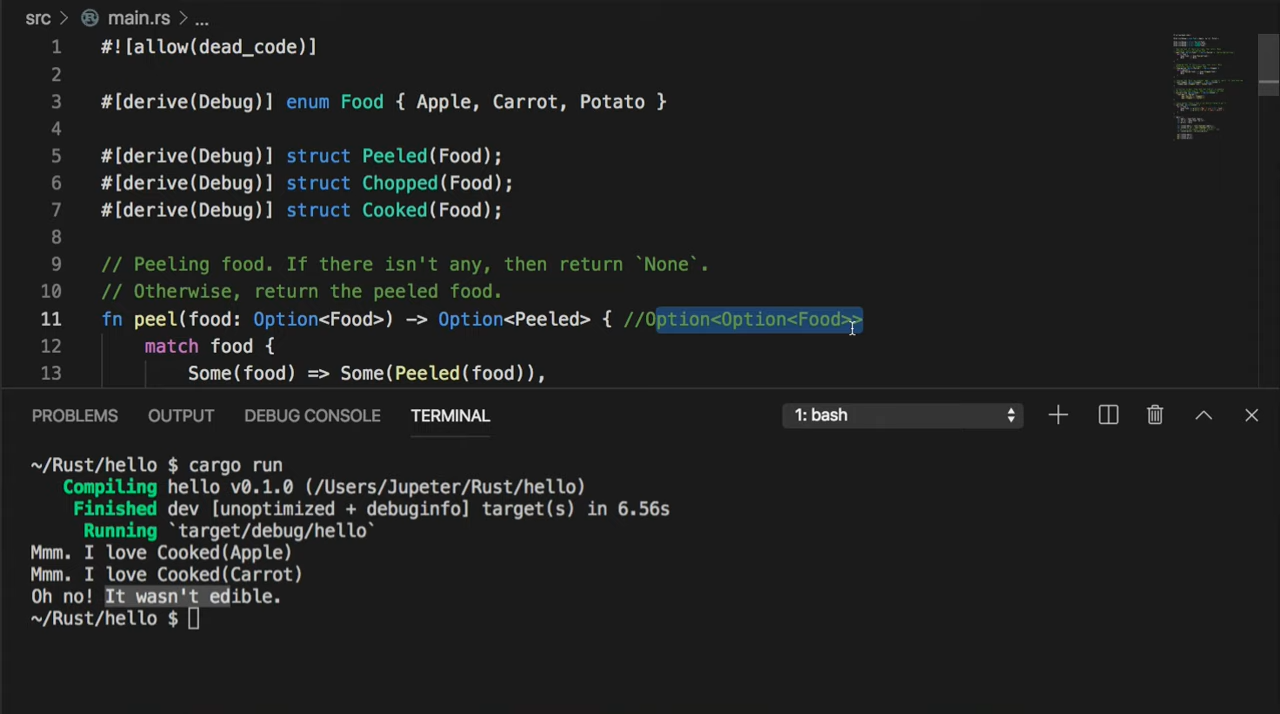 src > main.rs > ...
1 #![allow(dead_code)]
2
3 #[derive(Debug)] enum Food { Apple, Carrot, Potato }
4
5 #[derive(Debug)] struct Peeled(Food);
6 #[derive(Debug)] struct Chopped(Food);
7 #[derive(Debug)] struct Cooked(Food);
8
9 // Peeling food. If there isn't any, then return `None`.
10 // Otherwise, return the peeled food.
11 fn peel(food: Option<Food>) -> Option<Peeled> { //Option<Option<Food>>
12 match food {
13 Some(food) => Some(Peeled(food)),
PROBLEMS OUTPUT DEBUG CONSOLE TERMINAL 1: bash
~/Rust/hello $ cargo run
Compiling hello v0.1.0 (/Users/Jupeter/Rust/hello)
Finished dev [unoptimized + debuginfo] target(s) in 6.56s
Running `target/debug/hello`
Mmm. I love Cooked(Apple)
Mmm. I love Cooked(Carrot)
Oh no! It wasn't edible.
~/Rust/hello $